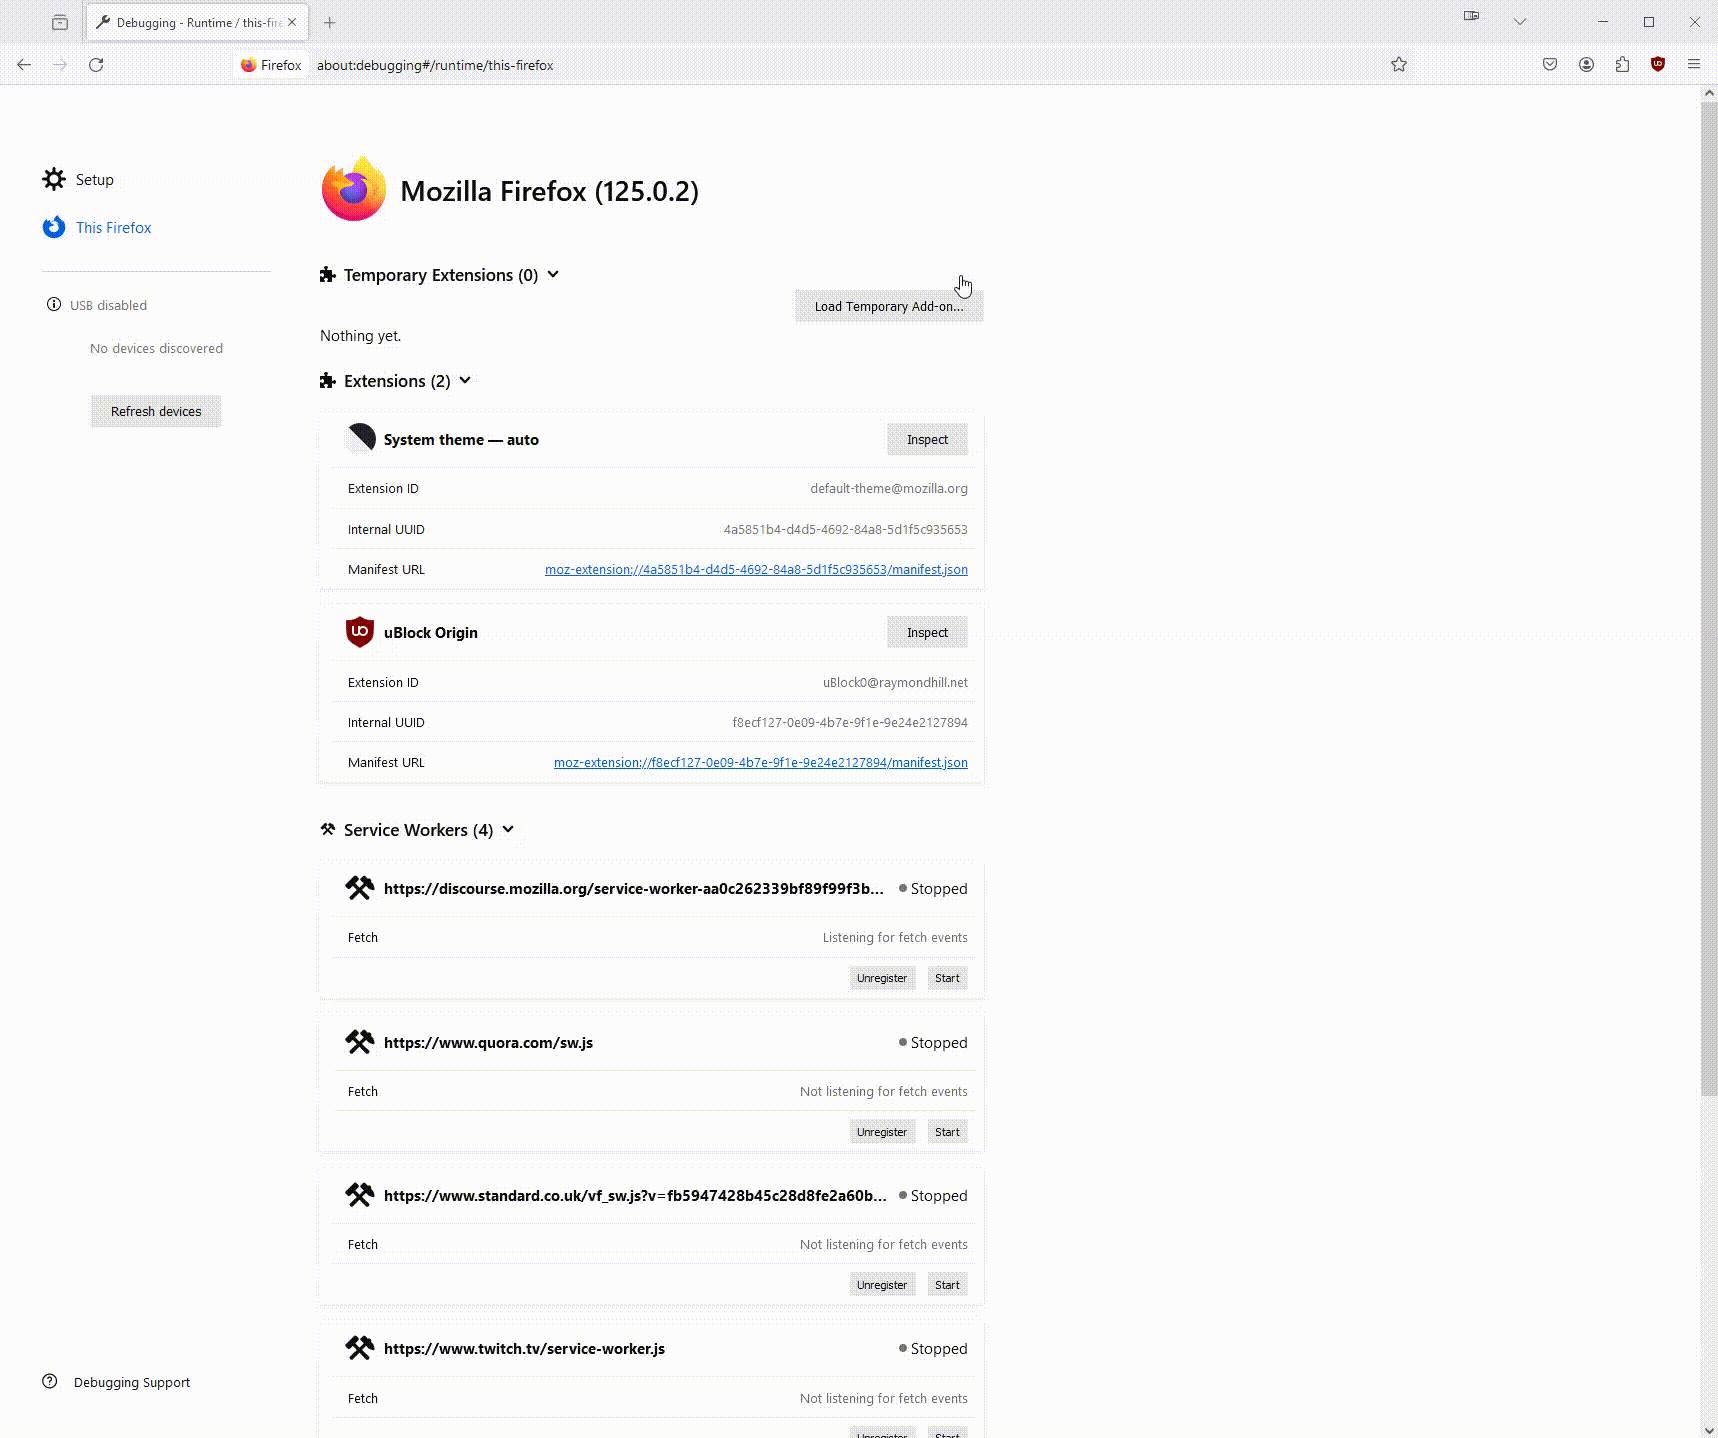 Debugging - Runtime / this-fire
Firefox about:debugging#/runtime/this-firefox
Setup
This Firefox
USB disabled
No devices discovered
Refresh devices
Mozilla Firefox (125.0.2)
Temporary Extensions (0)
Load Temporary Add-on...
Nothing yet.
Extensions (2)
System theme — auto Inspect
Extension ID default-theme@mozilla.org
Internal UUID 4a5851b4-d4d5-4692-84a8-5d1f5c935653
Manifest URL moz-extension://4a5851b4-d4d5-4692-84a8-5d1f5c935653/manifest.json
uBlock Origin Inspect
Extension ID uBlock0@raymondhill.net
Internal UUID f8ecf127-0e09-4b7e-9f1e-9e24e2127894
Manifest URL moz-extension://f8ecf127-0e09-4b7e-9f1e-9e24e2127894/manifest.json
Service Workers (4)
https://discourse.mozilla.org/service-worker-aa0c262339bf89f99f3b... Stopped
Fetch Listening for fetch events
Unregister Start
https://www.quora.com/sw.js Stopped
Fetch Not listening for fetch events
Unregister Start
https://www.standard.co.uk/vf_sw.js?v=fb5947428b45c28d8fe2a60b... Stopped
Fetch Not listening for fetch events
Unregister Start
https://www.twitch.tv/service-worker.js Stopped
Fetch Not listening for fetch events
Unregister Start
Debugging Support